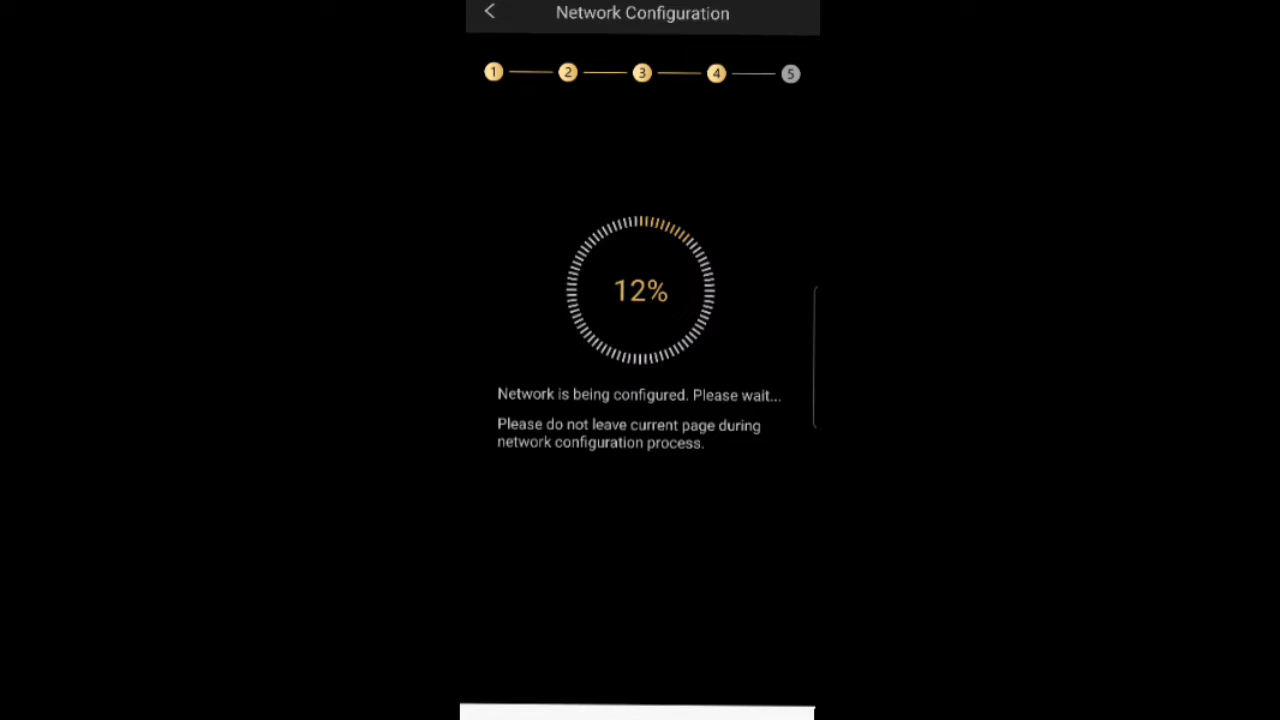 Network Configuration
1 2 3 4 5
12%
Network is being configured. Please wait...
Please do not leave current page during
network configuration process.